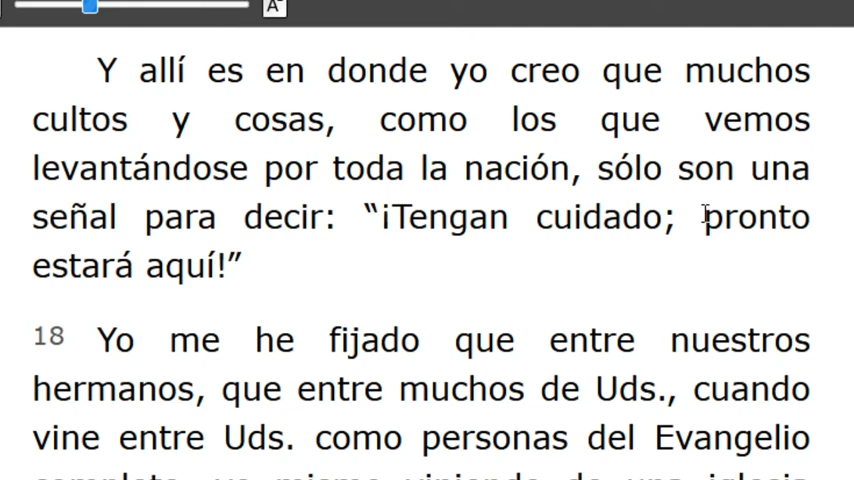 A
Y allí es en donde yo creo que muchos
cultos y cosas, como los que vemos
levantándose por toda la nación, sólo son una
señal para decir: “¡Tengan cuidado; pronto
estará aquí!”
18 Yo me he fijado que entre nuestros
hermanos, que entre muchos de Uds., cuando
vine entre Uds. como personas del Evangelio